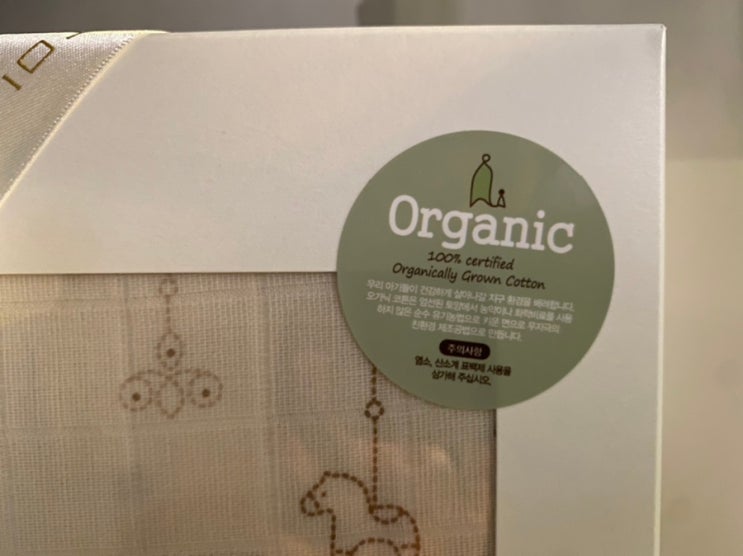 Organic
100% certified
Organically Grown Cotton
우리 아기들이 건강하게 살아나갈 지구 환경을 배려합니다.
오가닉 코튼은 엄선된 토양에서 농약이나 화학비료를 사용
하지 않은 순수 유기농법으로 키운 면으로 무자극의
친환경 제조공법으로 만듭니다.
주의사항
염소, 산소계 표백제 사용을
삼가해 주십시오.